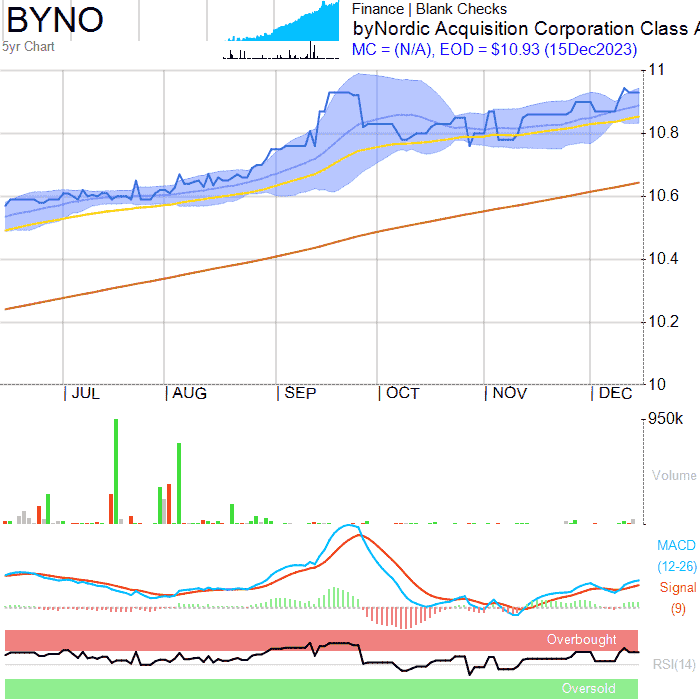 BYNO
5yr Chart
Finance | Blank Checks
byNordic Acquisition Corporation Class A
MC = (N/A), EOD = $10.93 (15Dec2023)
11
10.8
10.6
10.4
10.2
10
JUL
AUG
SEP
OCT
NOV
DEC
950k
Volume
MACD
(12-26)
Signal
(9)
Overbought
RSI(14)
Oversold